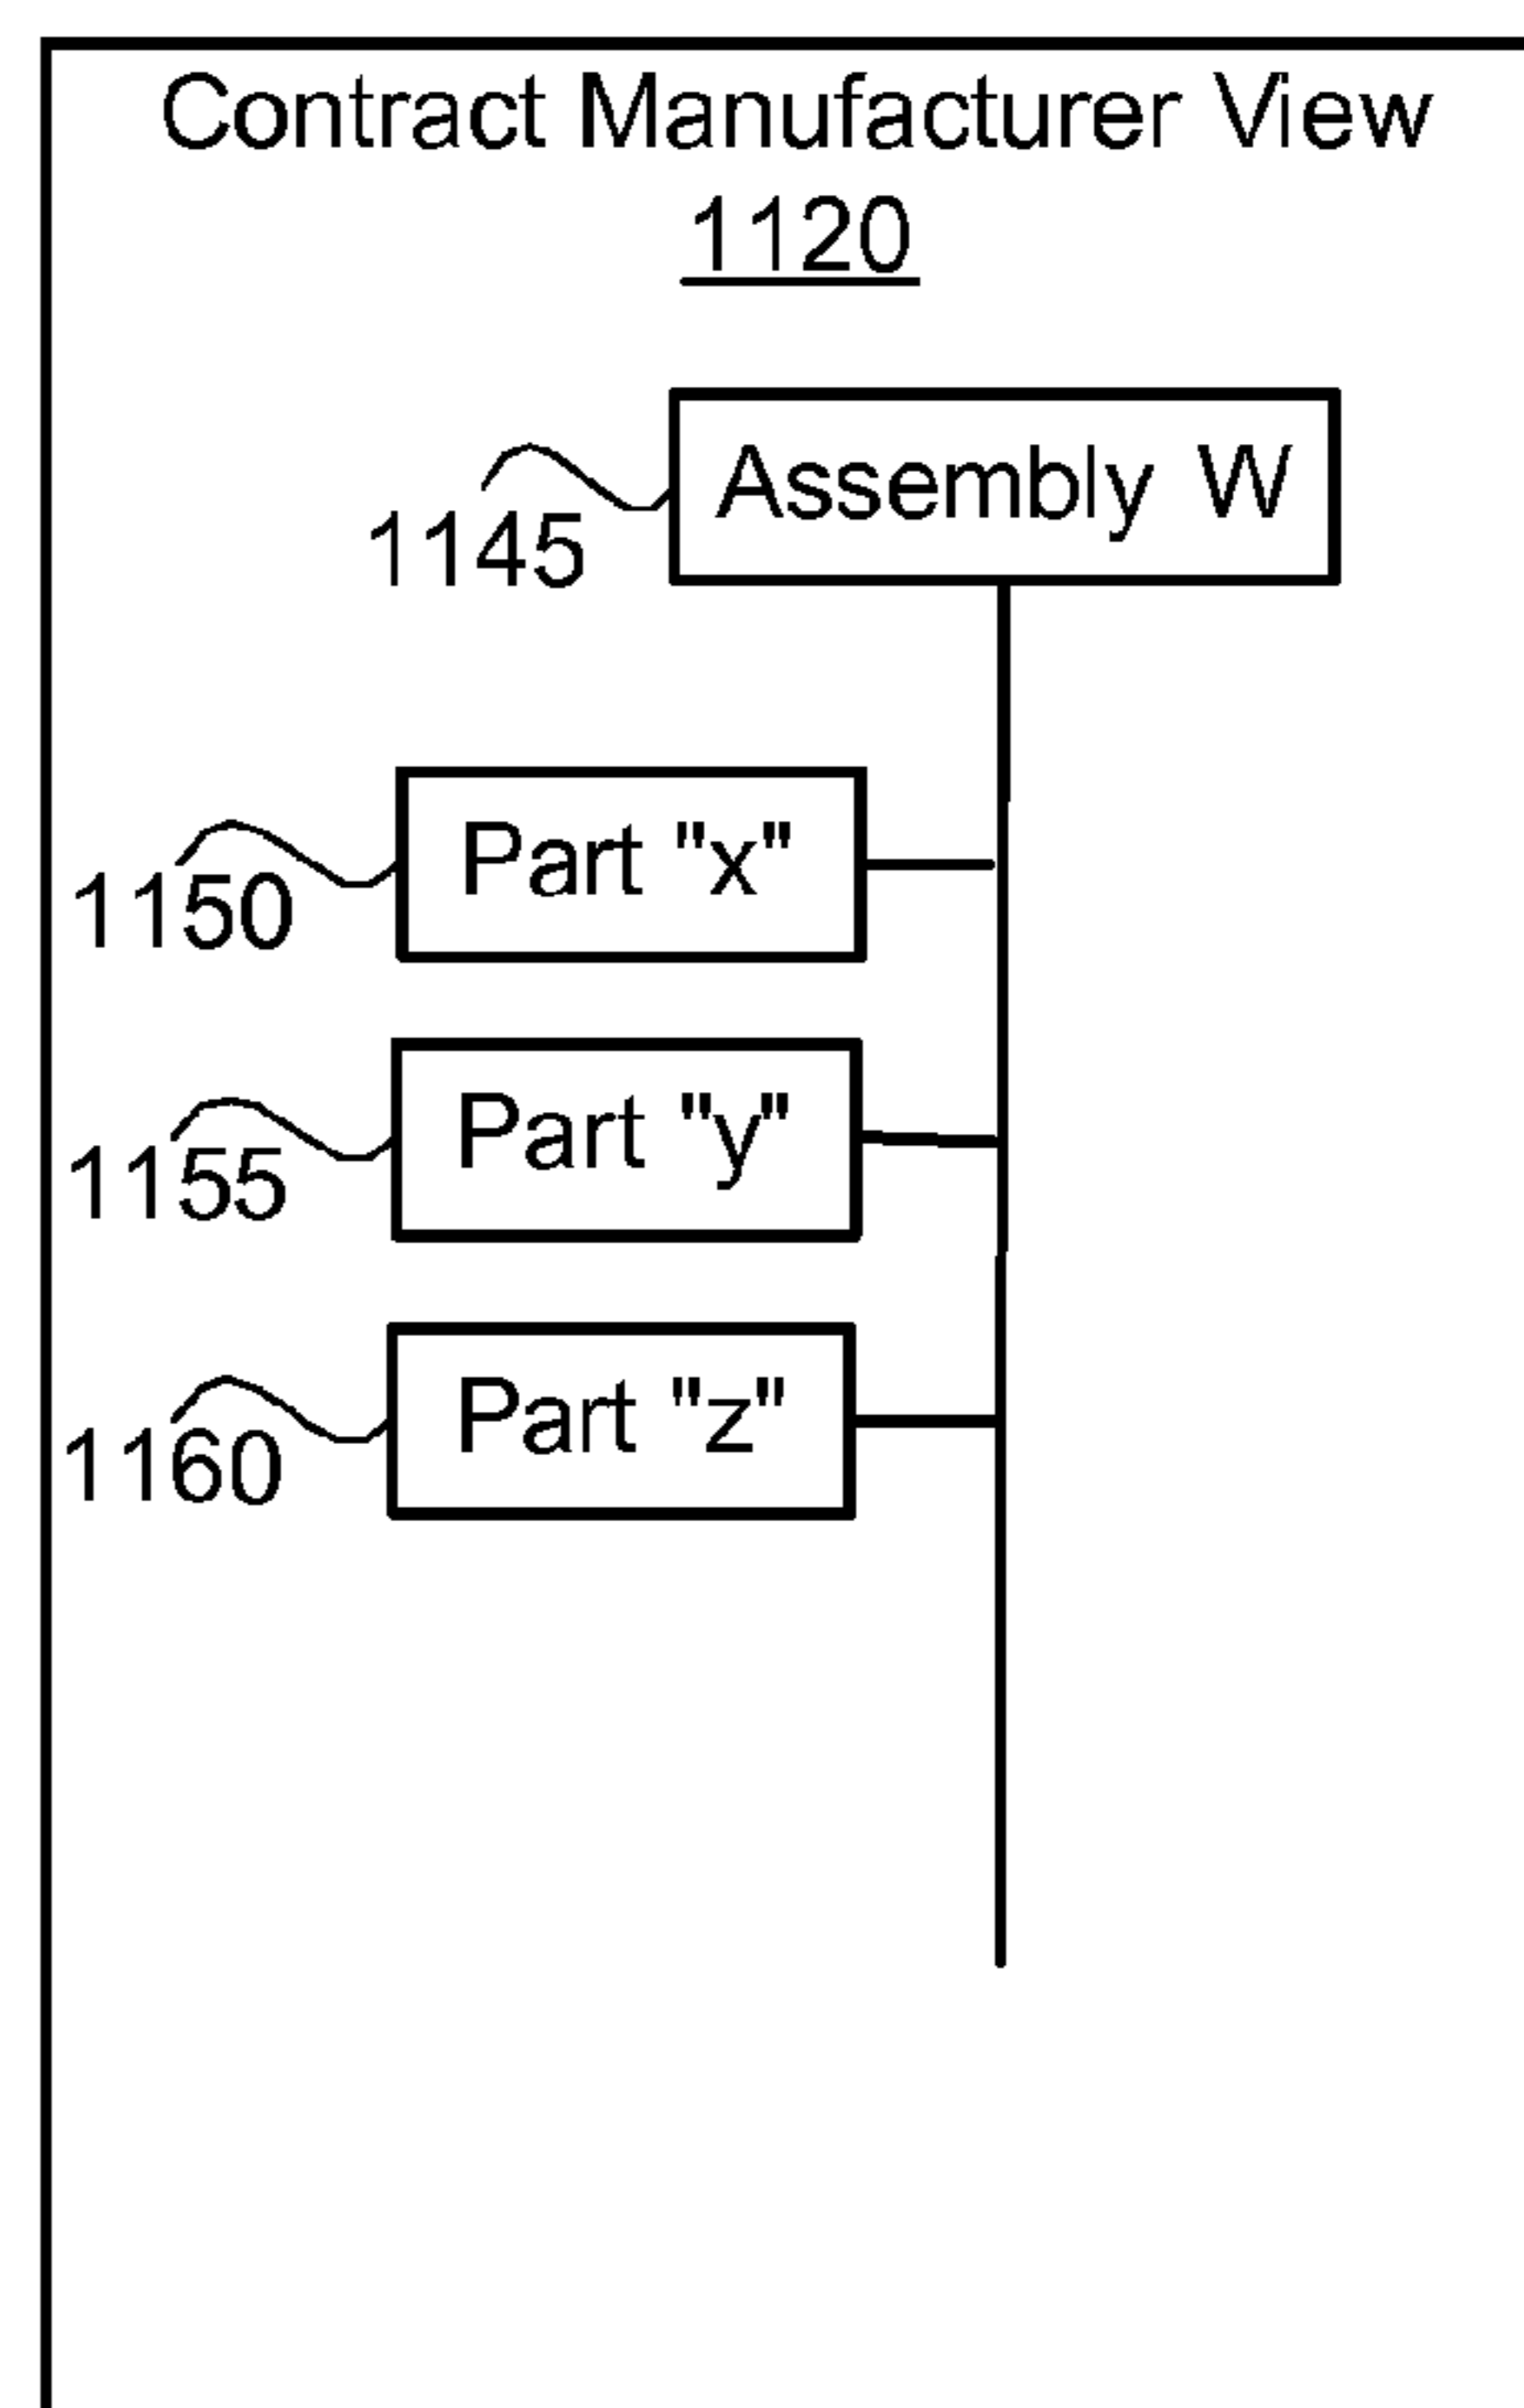 Contract Manufacturer View
1120
Assembly W
1145
Part "x"
1150
Part "y"
1155
Part "z"
1160